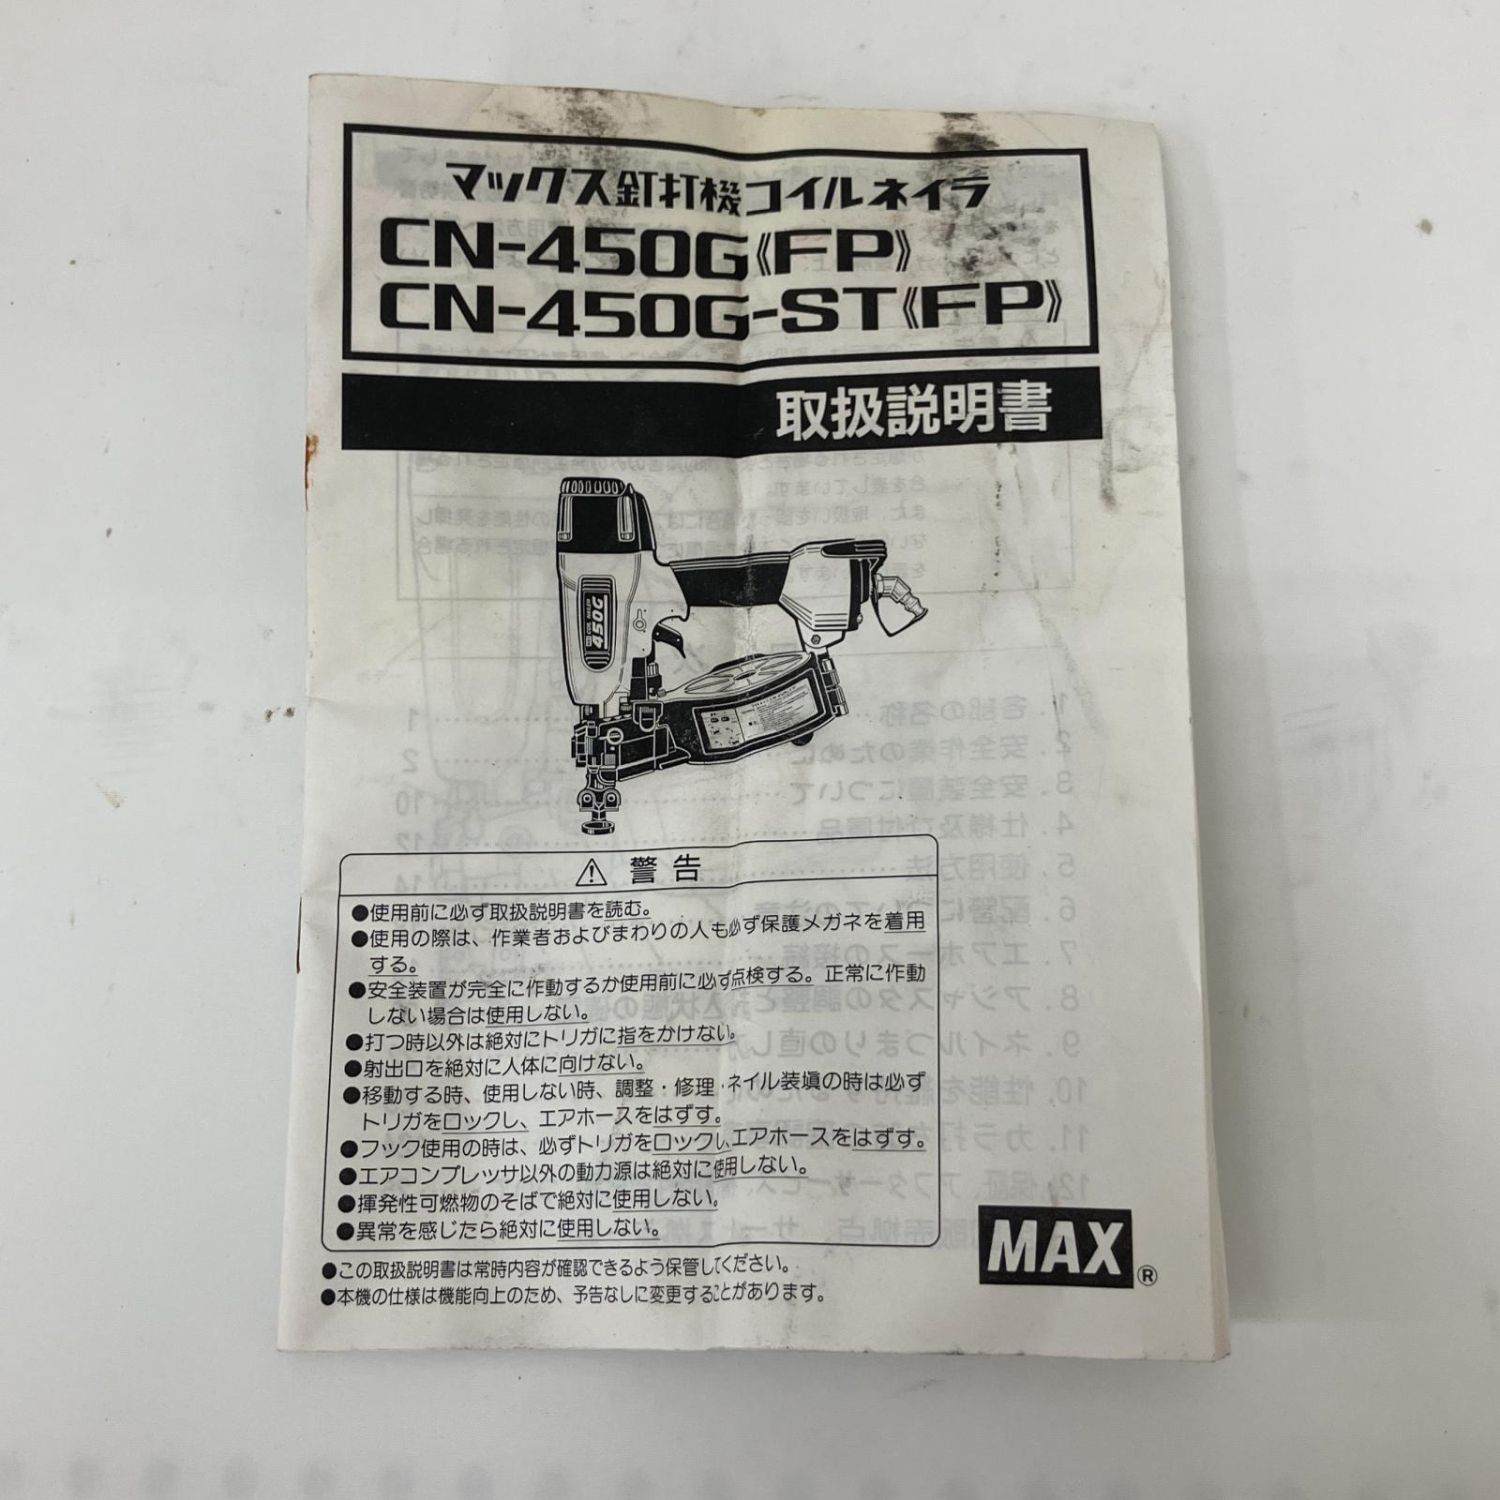 マックス釘打機コイルネイラ
CN-450G《FP》
CN-450G-ST《FP》
取扱説明書
450G
⚠ 警告
●使用前に必ず取扱説明書を読む。
●使用の際は、作業者およびまわりの人も必ず保護メガネを着用
する。
●安全装置が完全に作動するか使用前に必ず点検する。正常に作動
しない場合は使用しない。
●打つ時以外は絶対にトリガに指をかけない。
●射出口を絶対に人体に向けない。
●移動する時、使用しない時、調整・修理・ネイル装塡の時は必ず
トリガをロックし、エアホースをはずす。
●フック使用の時は、必ずトリガをロックし、エアホースをはずす。
●エアコンプレッサ以外の動力源は絶対に使用しない。
●揮発性可燃物のそばで絶対に使用しない。
●異常を感じたら絶対に使用しない。
●この取扱説明書は常時内容が確認できるよう保管してください。
●本機の仕様は機能向上のため、予告なしに変更することがあります。
MAX®